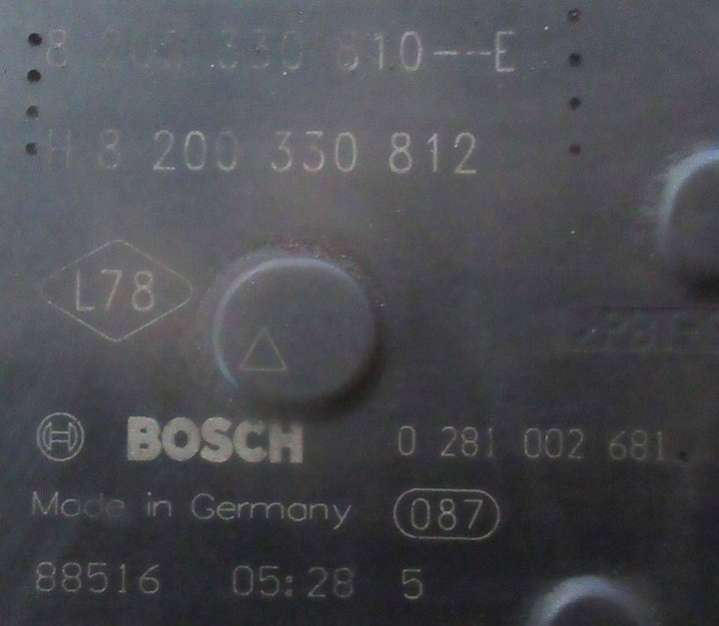 8 200 330 810--E
H 8 200 330 812
L78
BOSCH 0 281 002 681
Made in Germany 087
88516 05:28 5